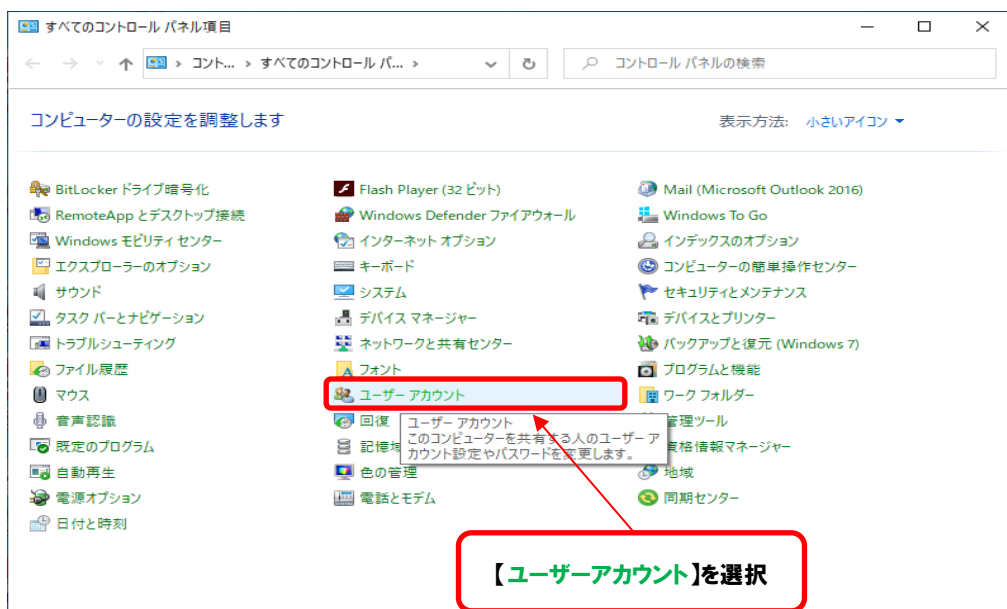 すべてのコントロール パネル項目
コント... › すべてのコントロール パ... ›
コントロール パネルの検索
コンピューターの設定を調整します
表示方法: 小さいアイコン
BitLocker ドライブ暗号化
Flash Player (32 ビット)
Mail (Microsoft Outlook 2016)
RemoteApp とデスクトップ接続
Windows Defender ファイアウォール
Windows To Go
Windows モビリティ センター
インターネット オプション
インデックスのオプション
エクスプローラーのオプション
キーボード
コンピューターの簡単操作センター
サウンド
システム
セキュリティとメンテナンス
タスク バーとナビゲーション
デバイス マネージャー
デバイスとプリンター
トラブルシューティング
ネットワークと共有センター
バックアップと復元 (Windows 7)
ファイル履歴
フォント
プログラムと機能
マウス
ユーザー アカウント
ワーク フォルダー
音声認識
回復
管理ツール
ユーザー アカウント
このコンピューターを共有する人のユーザー ア
カウント設定やパスワードを変更します。
既定のプログラム
記憶域
資格情報マネージャー
自動再生
色の管理
地域
電源オプション
電話とモデム
同期センター
日付と時刻
【ユーザーアカウント】を選択